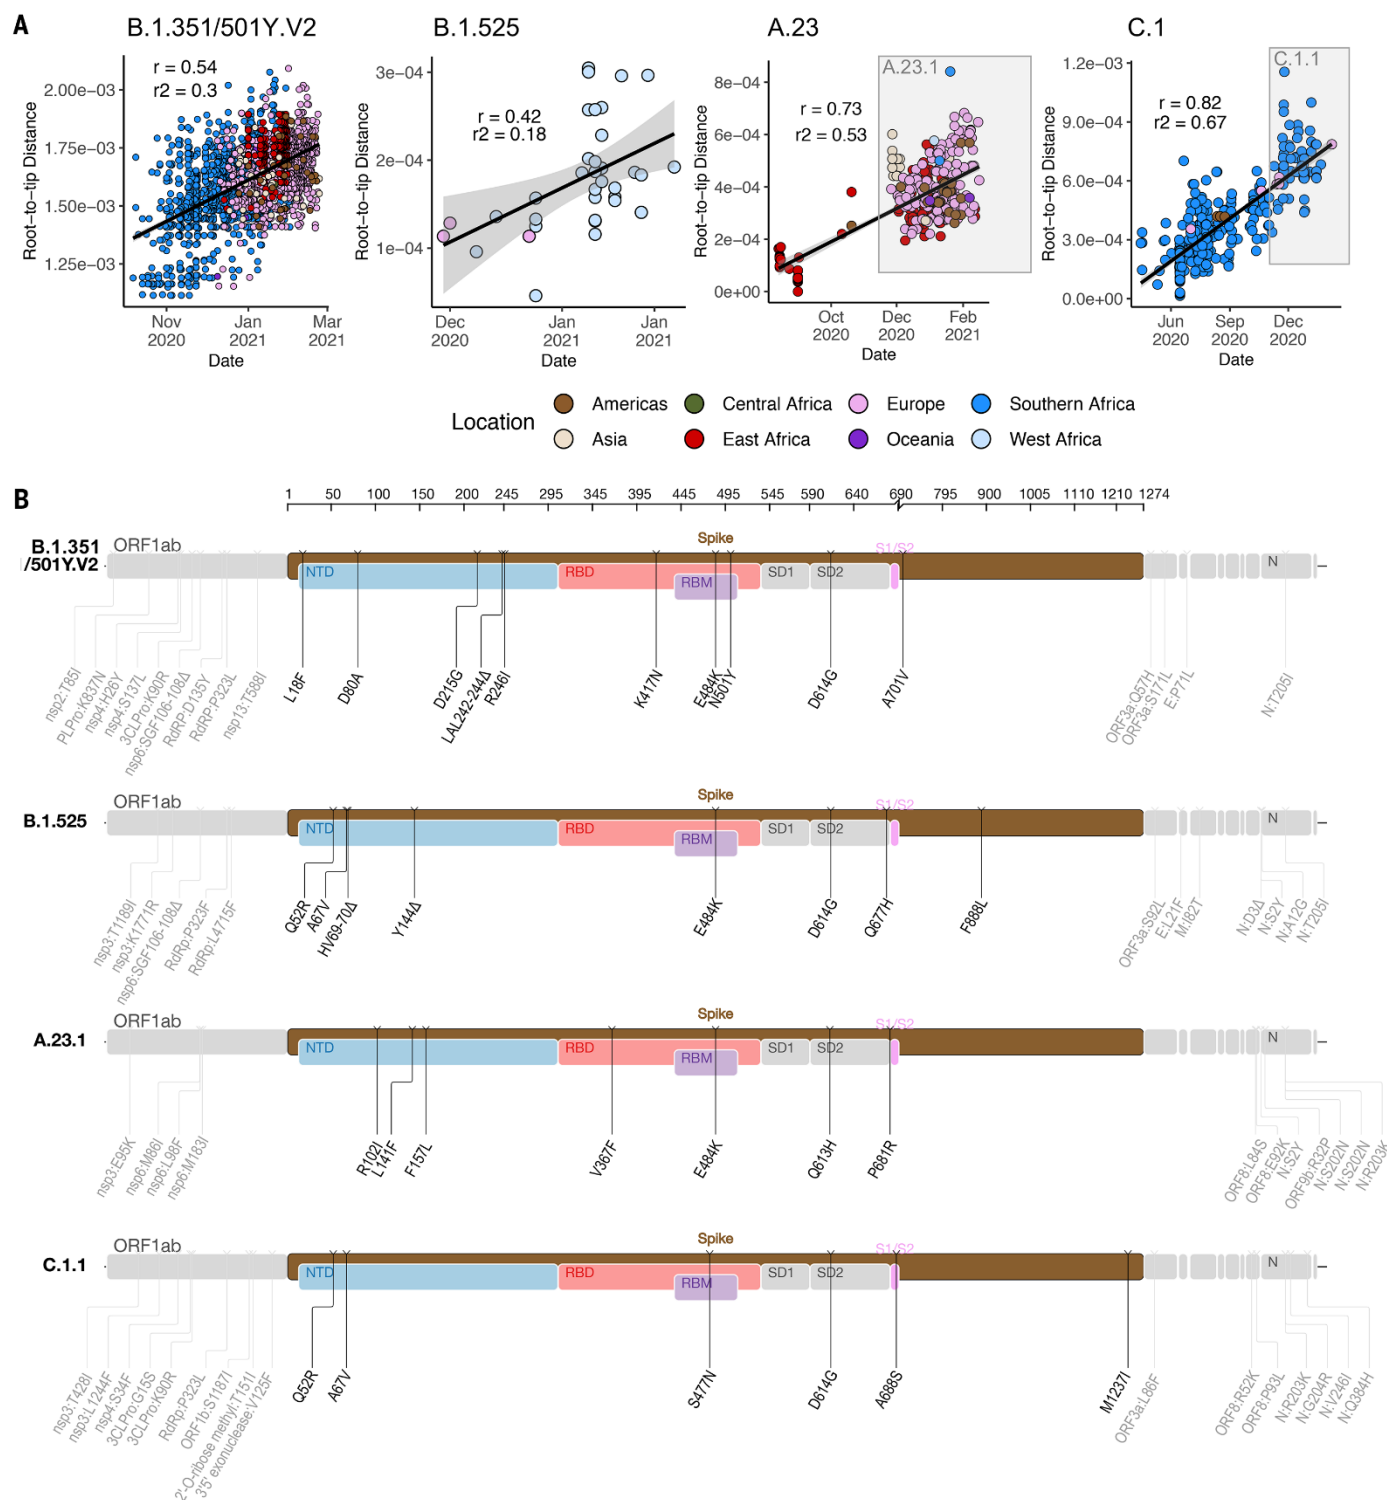 A
B.1.351/501Y.V2
B.1.525
A.23
C.1
r = 0.54
r2 = 0.3
Root−to−tip Distance
2.00e−03
1.75e−03
1.50e−03
1.25e−03
Nov
2020
Jan
2021
Mar
2021
Date
r = 0.42
r2 = 0.18
Root−to−tip Distance
3e−04
2e−04
1e−04
Dec
2020
Jan
2021
Jan
2021
Date
A.23.1
r = 0.73
r2 = 0.53
Root−to−tip Distance
8e−04
6e−04
4e−04
2e−04
0e+00
Oct
2020
Dec
2020
Feb
2021
Date
C.1.1
r = 0.82
r2 = 0.67
Root−to−tip Distance
1.2e−03
9.0e−04
6.0e−04
3.0e−04
0.0e+00
Jun
2020
Sep
2020
Dec
2020
Date
Location
Americas
Central Africa
Europe
Southern Africa
Asia
East Africa
Oceania
West Africa
B
1 50 100 150 200 245 295 345 395 445 495 545 590 640 690 795 900 1005 1110 1210 1274
B.1.351
/501Y.V2
ORF1ab
Spike
S1/S2
NTD
RBD
RBM
SD1
SD2
N
nsp2:T85I
PLPro:K837N
nsp4:H26Y
nsp4:S137L
3CLPro:K90R
nsp6:SGF106-108Δ
RdRP:D135Y
RdRP:P323L
nsp13:T588I
L18F
D80A
D215G
LAL242-244Δ
R246I
K417N
E484K
N501Y
D614G
A701V
ORF3a:Q57H
ORF3a:S171L
E:P71L
N:T205I
B.1.525
ORF1ab
Spike
S1/S2
NTD
RBD
RBM
SD1
SD2
N
nsp3:T1189I
nsp3:K1771R
nsp6:SGF106-108Δ
RdRp:P323F
RdRp:L4715F
Q52R
A67V
HV69-70Δ
Y144Δ
E484K
D614G
Q677H
F888L
ORF3a:S92L
E:L21F
M:I82T
N:D3Δ
N:S2Y
N:A12G
N:T205I
A.23.1
ORF1ab
Spike
S1/S2
NTD
RBD
RBM
SD1
SD2
N
nsp3:E95K
nsp6:M86I
nsp6:L98F
nsp6:M183I
R102I
L141F
F157L
V367F
E484K
Q613H
P681R
ORF8:L84S
ORF8:E92K
N:S2Y
ORF9b:R32P
N:S202N
N:S202N
N:R203K
C.1.1
ORF1ab
Spike
S1/S2
NTD
RBD
RBM
SD1
SD2
N
nsp3:T428I
nsp3:L1244F
nsp4:S34F
3CLPro:G15S
3CLPro:K90R
RdRp:P323L
ORF1b:S1187I
2'-O-ribose methyl:T151I
3'5' exonuclease:V125F
Q52R
A67V
S477N
D614G
A688S
M1237I
ORF3a:L86F
ORF8:R52K
ORF8:P93L
N:R203K
N:G204R
N:V246I
N:Q384H